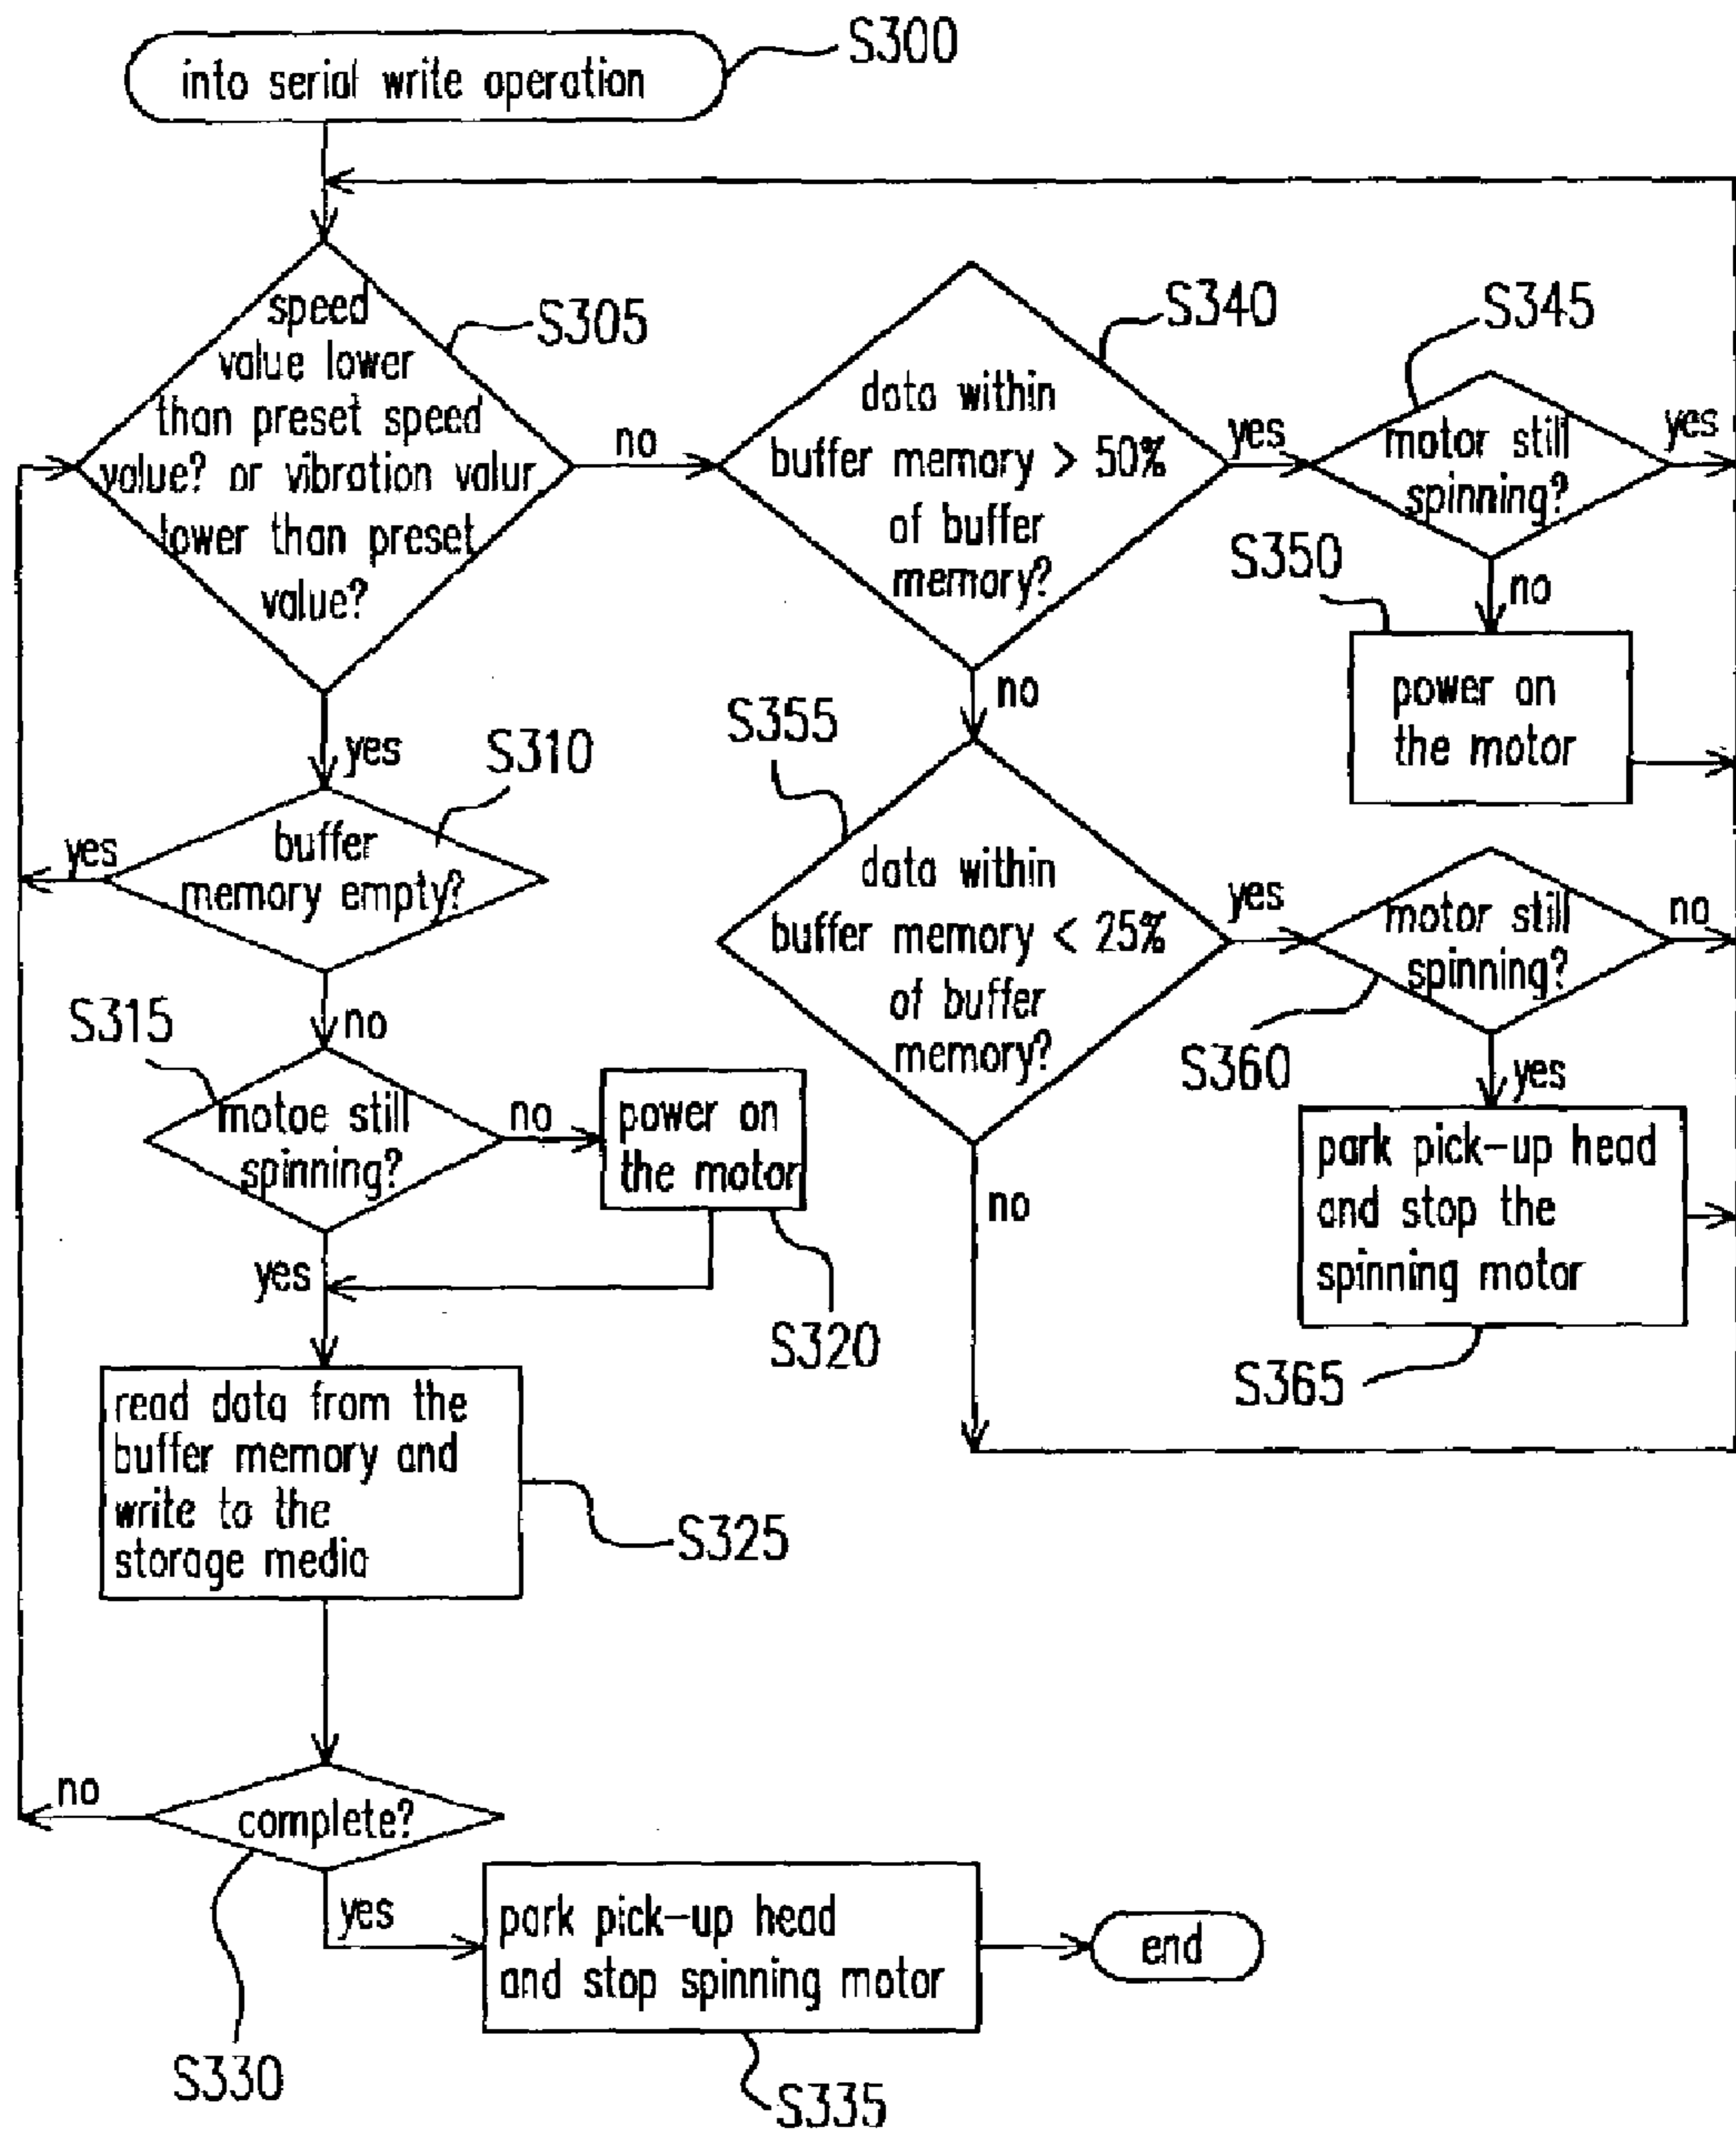 into serial write operation
S300
speed
value lower
than preset speed
value? or vibration valur
lower than preset
value?
S305
no
yes
data within
buffer memory > 50%
of buffer
memory?
S340
yes
no
motor still
spinning?
S345
yes
no
S350
power on
the motor
buffer
memory empty?
S310
yes
no
S355
data within
buffer memory < 25%
of buffer
memory?
yes
no
motor still
spinning?
no
S360
yes
park pick-up head
and stop the
spinning motor
S365
S315
motoe still
spinning?
no
power on
the motor
S320
yes
read data from the
buffer memory and
write to the
storage media
S325
complete?
no
S330
yes
park pick-up head
and stop spinning motor
S335
end